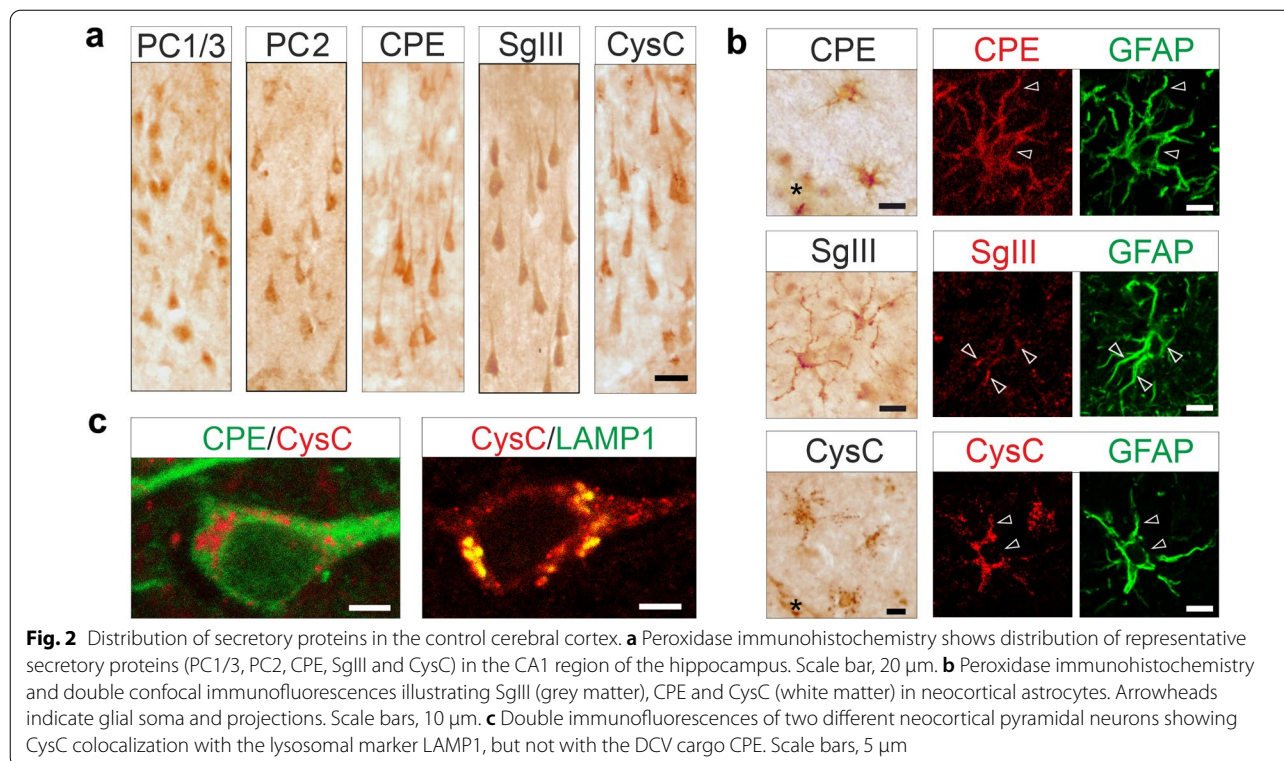 a
PC1/3 PC2 CPE SgIII CysC
b
CPE CPE GFAP
*
SgIII SgIII GFAP
CysC CysC GFAP
*
c
CPE/CysC CysC/LAMP1
Fig. 2 Distribution of secretory proteins in the control cerebral cortex. a Peroxidase immunohistochemistry shows distribution of representative
secretory proteins (PC1/3, PC2, CPE, SgIII and CysC) in the CA1 region of the hippocampus. Scale bar, 20 μm. b Peroxidase immunohistochemistry
and double confocal immunofluorescences illustrating SgIII (grey matter), CPE and CysC (white matter) in neocortical astrocytes. Arrowheads
indicate glial soma and projections. Scale bars, 10 μm. c Double immunofluorescences of two different neocortical pyramidal neurons showing
CysC colocalization with the lysosomal marker LAMP1, but not with the DCV cargo CPE. Scale bars, 5 μm